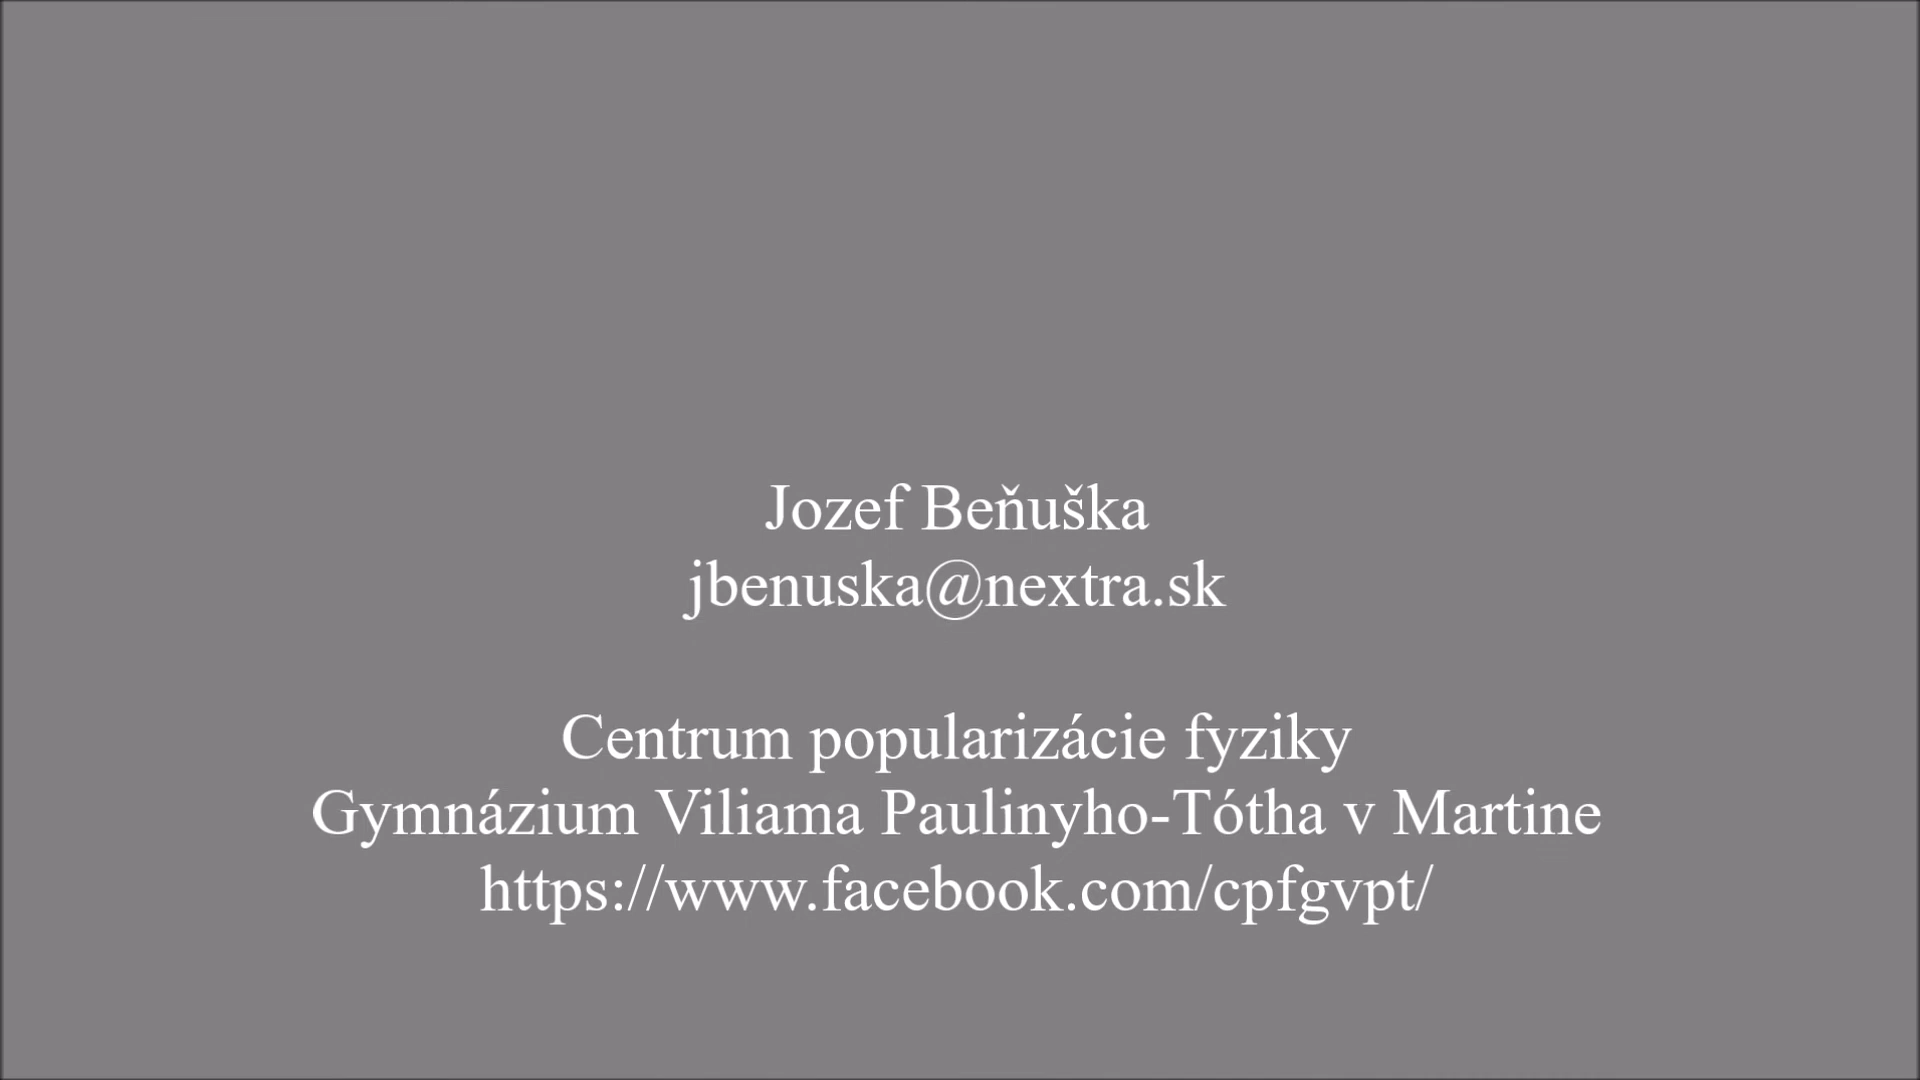 Jozef Beňuška
jbenuska@nextra.sk
Centrum popularizácie fyziky
Gymnázium Viliama Paulinyho-Tótha v Martine
https://www.facebook.com/cpfgvpt/